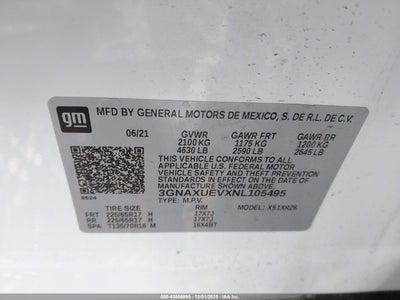 gm
MFD BY GENERAL MOTORS DE MEXICO, S. DE R.L. DE C.V.
06/21 GVWR GAWR FRT GAWR RR
2100 KG 1175 KG 1200 KG
4630 LB 2590 LB 2645 LB
THIS VEHICLE CONFORMS TO ALL
APPLICABLE U.S. FEDERAL MOTOR
VEHICLE SAFETY AND THEFT PREVENTION
STANDARDS IN EFFECT ON THE DATE OF
MANUFACTURE SHOWN ABOVE.
3GNAXUEVXNL105495
TYPE: M.P.V. MODEL: XS1XR26
8624
TIRE SIZE RIM
FRT 225/65R17 H 17X7J
RR 225/65R17 H 17X7J
SPA T135/70R16 M 16X4BT